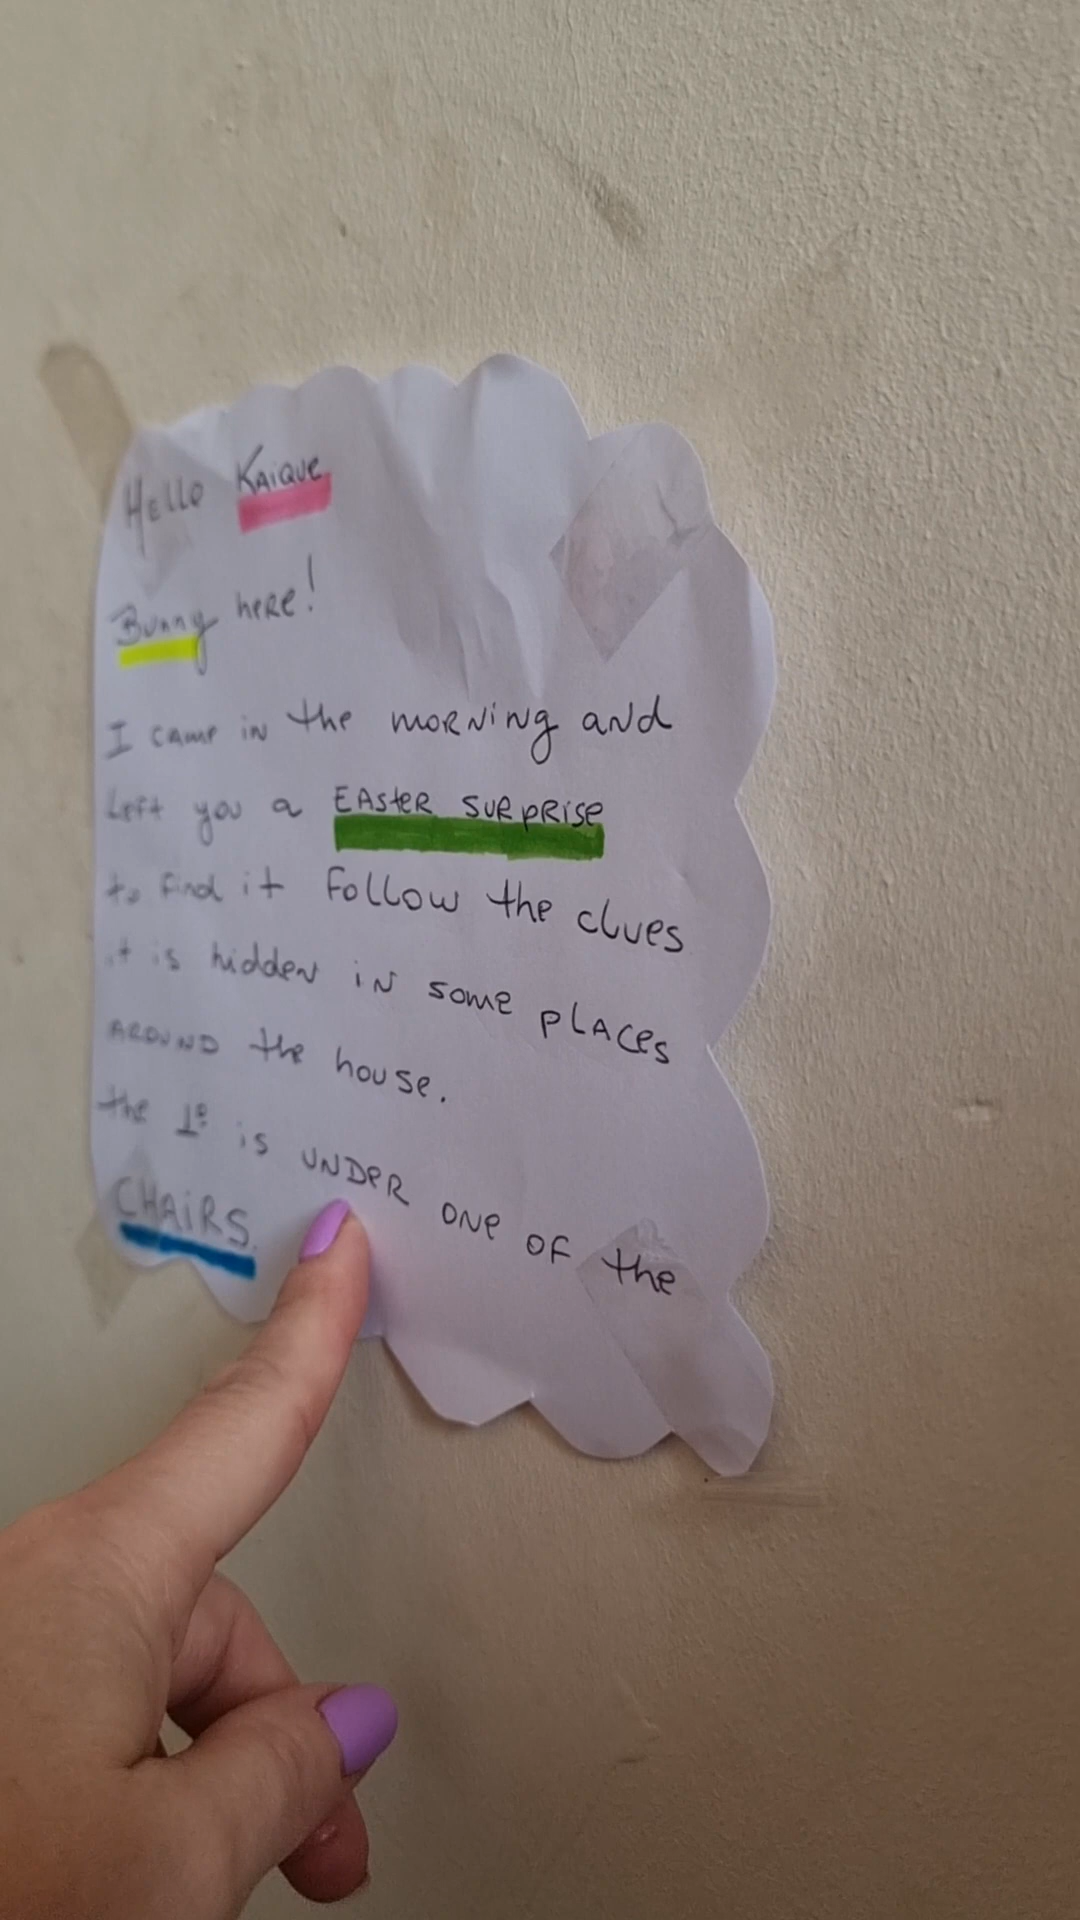 Hello KAIQUE
Bunny here!
I came in the morning and
Left you a EASTER SURPRISE
to find it Follow the clues
it is hidden in some places
AROUND the house.
the 1º is UNDER one of the
CHAIRS.